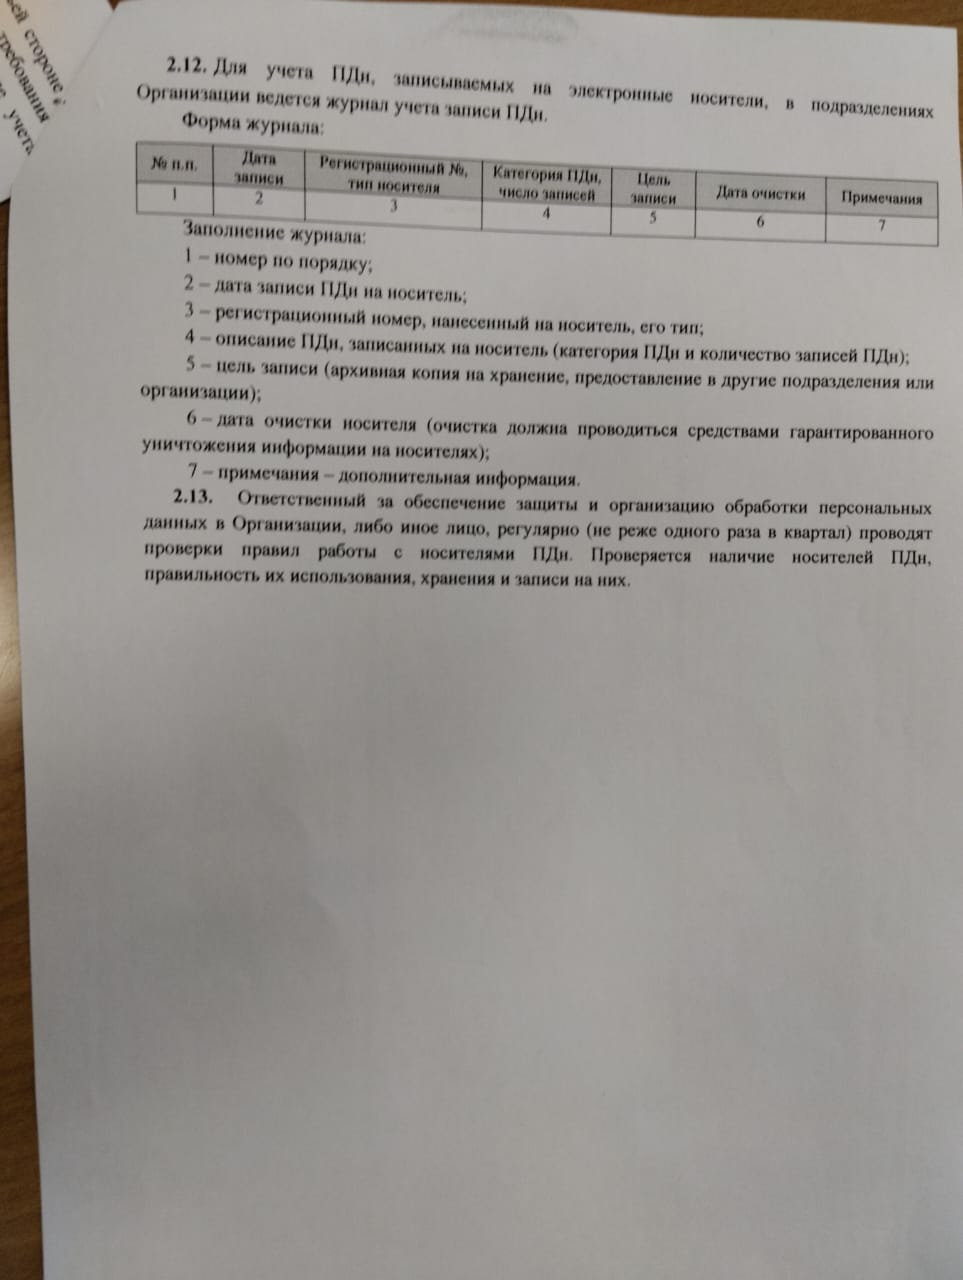 ей стороне
требования
учета
2.12. Для учета ПДн, записываемых на электронные носители, в подразделениях
Организации ведется журнал учета записи ПДн.
Форма журнала:
№ п.п. Дата записи Регистрационный №, тип носителя Категория ПДн, число записей Цель записи Дата очистки Примечания
1 2 3 4 5 6 7
Заполнение журнала:
1 – номер по порядку;
2 – дата записи ПДн на носитель;
3 – регистрационный номер, нанесенный на носитель, его тип;
4 – описание ПДн, записанных на носитель (категория ПДн и количество записей ПДн);
5 – цель записи (архивная копия на хранение, предоставление в другие подразделения или
организации);
6 – дата очистки носителя (очистка должна проводиться средствами гарантированного
уничтожения информации на носителях);
7 – примечания – дополнительная информация.
2.13. Ответственный за обеспечение защиты и организацию обработки персональных
данных в Организации, либо иное лицо, регулярно (не реже одного раза в квартал) проводят
проверки правил работы с носителями ПДн. Проверяется наличие носителей ПДн,
правильность их использования, хранения и записи на них.